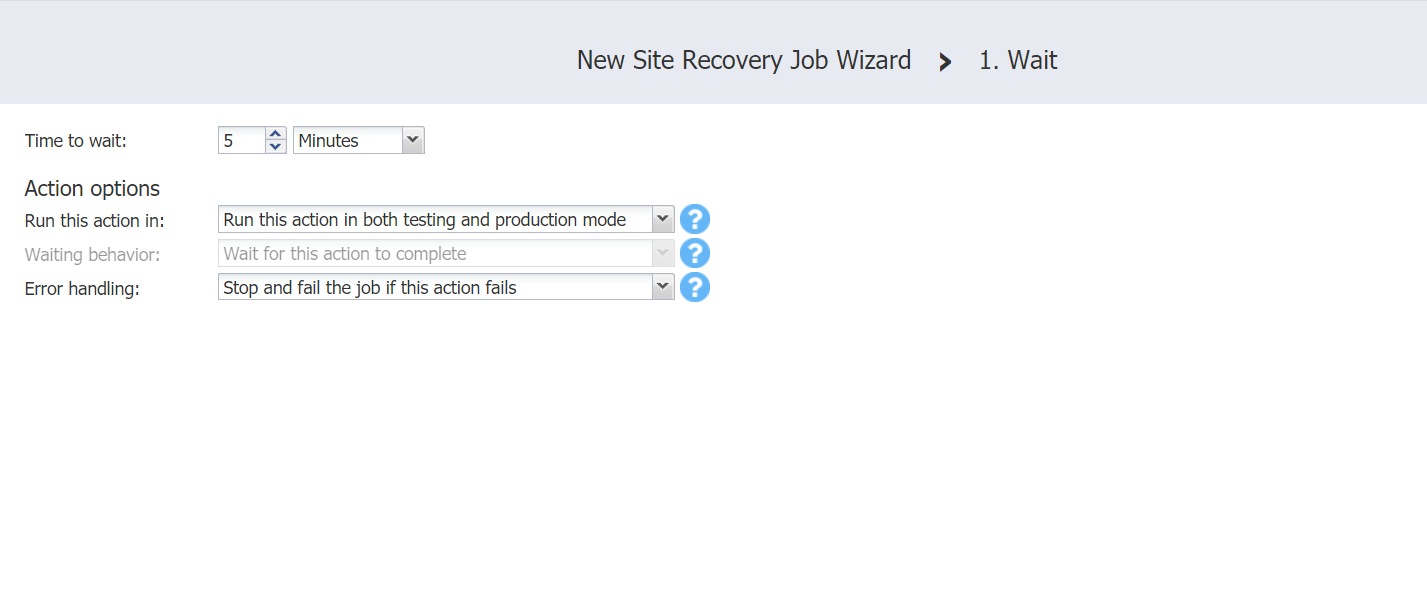 New Site Recovery Job Wizard > 1. Wait
Time to wait: 5 Minutes
Action options
Run this action in: Run this action in both testing and production mode ?
Waiting behavior: Wait for this action to complete ?
Error handling: Stop and fail the job if this action fails ?